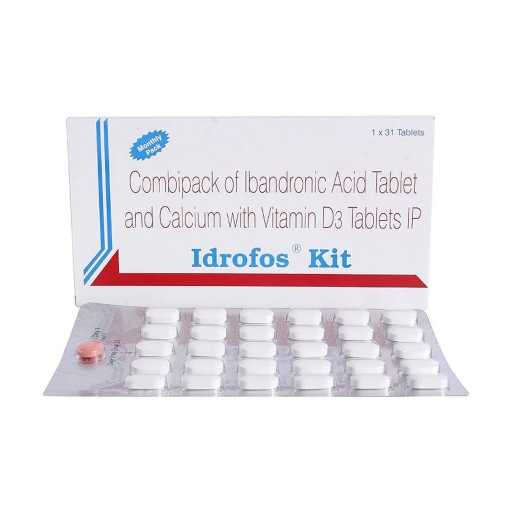 Monthly
Pack
1 x 31 Tablets
Combipack of Ibandronic Acid Tablet
and Calcium with Vitamin D3 Tablets IP
Idrofos® Kit